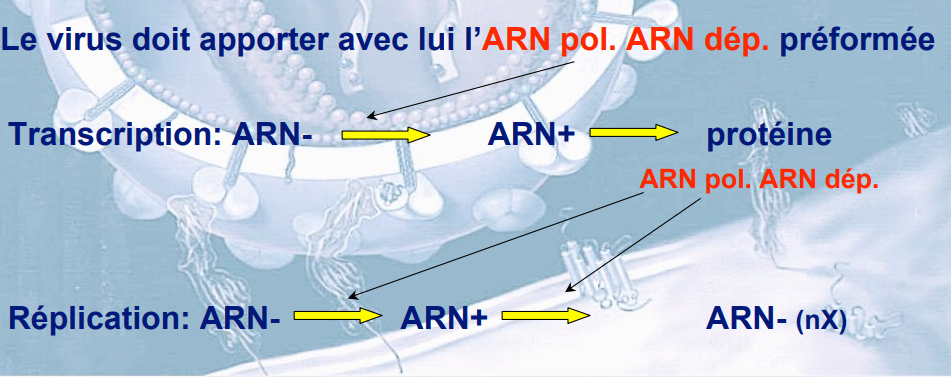 Le virus doit apporter avec lui l’ARN pol. ARN dép. préformée
Transcription: ARN- ARN+ protéine
ARN pol. ARN dép.
Réplication: ARN- ARN+ ARN- (nX)